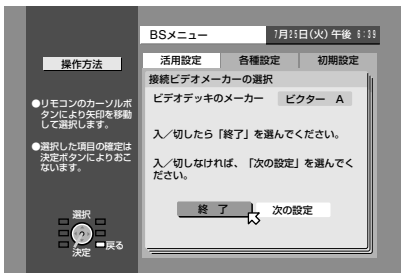 BSメニュー
7月25日(火) 午後 6:39
操作方法
活用設定 各種設定 初期設定
接続ビデオメーカーの選択
ビデオデッキのメーカー ビクター A
●リモコンのカーソルボ
タンにより矢印を移動
して選択します。
●選択した項目の確定は
決定ボタンによりおこ
ないます。
入/切したら「終了」を選んでください。
入/切しなければ、「次の設定」を選んでく
ださい。
終 了 次の設定
選択
戻る
決定